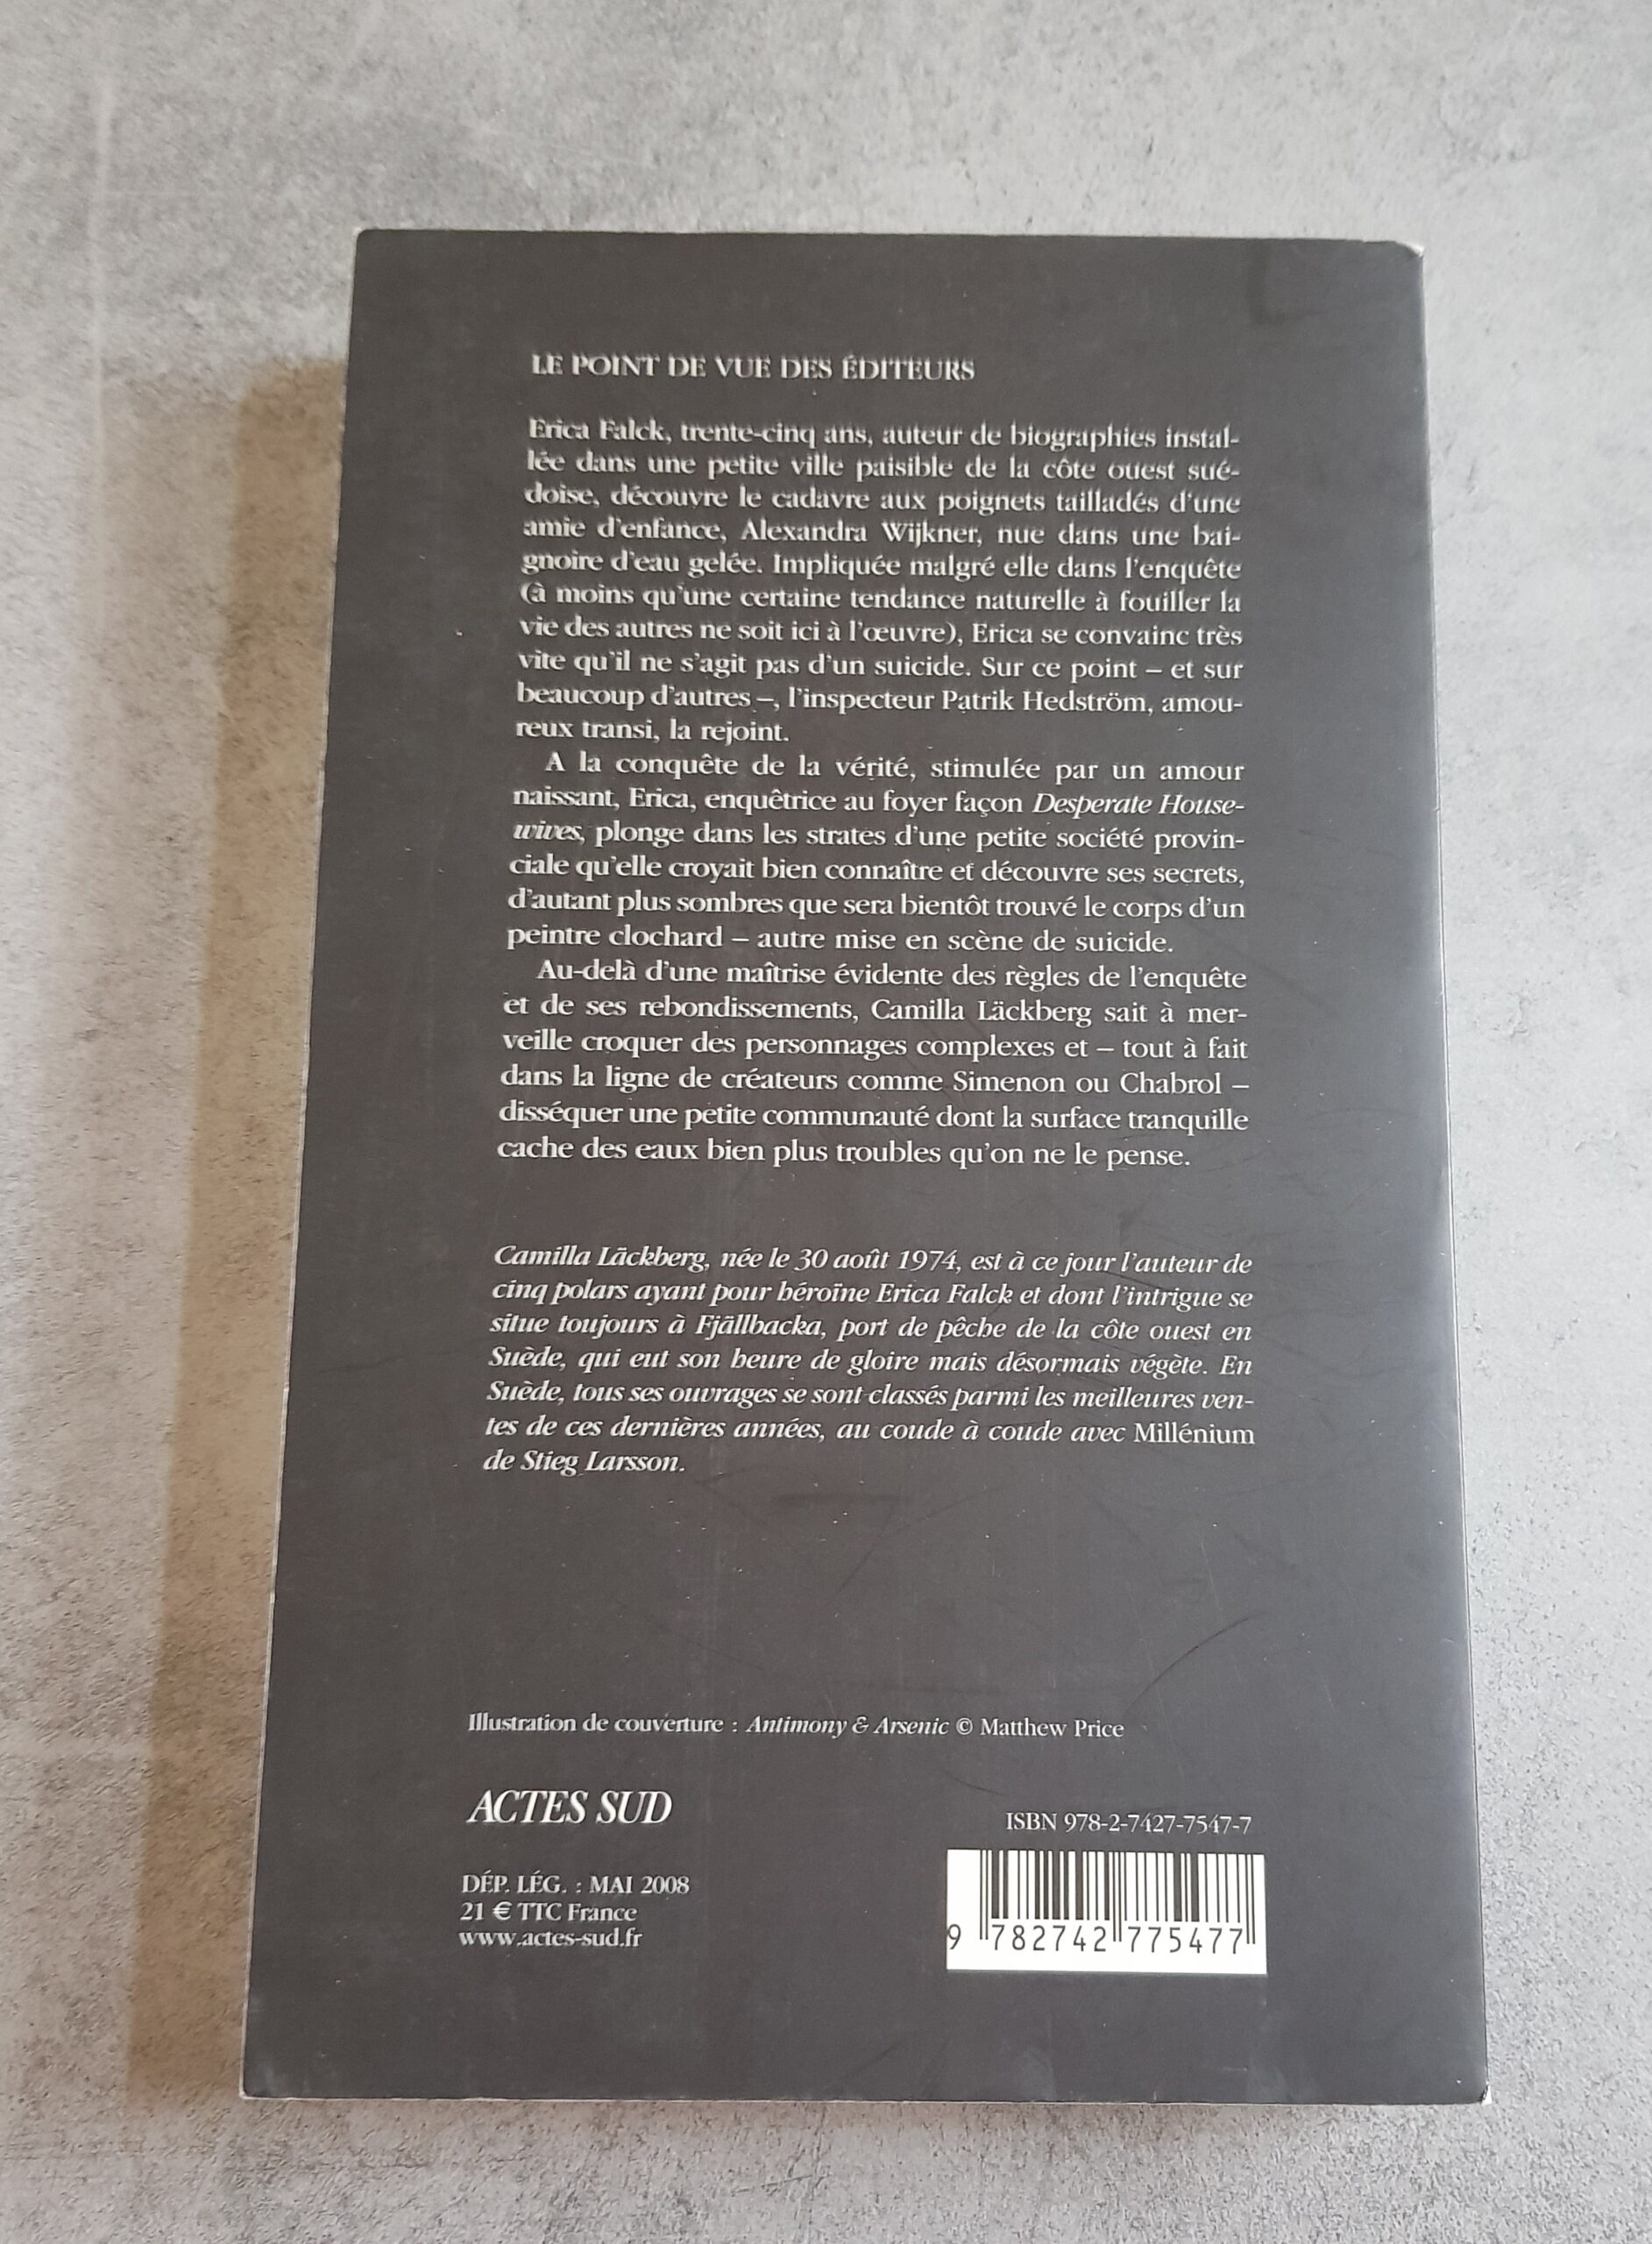 LE POINT DE VUE DES ÉDITEURS
Erica Falck, trente-cinq ans, auteur de biographies instal-
lée dans une petite ville paisible de la côte ouest sué-
doise, découvre le cadavre aux poignets tailladés d'une
amie d'enfance, Alexandra Wijkner, nue dans une bai-
gnoire d'eau gelée. Impliquée malgré elle dans l'enquête
(à moins qu'une certaine tendance naturelle à fouiller la
vie des autres ne soit ici à l'œuvre), Erica se convainc très
vite qu'il ne s'agit pas d'un suicide. Sur ce point – et sur
beaucoup d'autres –, l'inspecteur Patrik Hedström, amou-
reux transi, la rejoint.
A la conquête de la vérité, stimulée par un amour
naissant, Erica, enquêtrice au foyer façon Desperate House-
wives, plonge dans les strates d'une petite société provin-
ciale qu'elle croyait bien connaître et découvre ses secrets,
d'autant plus sombres que sera bientôt trouvé le corps d'un
peintre clochard – autre mise en scène de suicide.
Au-delà d'une maîtrise évidente des règles de l'enquête
et de ses rebondissements, Camilla Läckberg sait à mer-
veille croquer des personnages complexes et – tout à fait
dans la ligne de créateurs comme Simenon ou Chabrol –
disséquer une petite communauté dont la surface tranquille
cache des eaux bien plus troubles qu'on ne le pense.
Camilla Läckberg, née le 30 août 1974, est à ce jour l'auteur de
cinq polars ayant pour héroïne Erica Falck et dont l'intrigue se
situe toujours à Fjällbacka, port de pêche de la côte ouest en
Suède, qui eut son heure de gloire mais désormais végète. En
Suède, tous ses ouvrages se sont classés parmi les meilleures ven-
tes de ces dernières années, au coude à coude avec Millénium
de Stieg Larsson.
Illustration de couverture : Antimony & Arsenic © Matthew Price
ACTES SUD
DÉP. LÉG. : MAI 2008
21 € TTC France
www.actes-sud.fr
ISBN 978-2-7427-7547-7
9 782742 775477